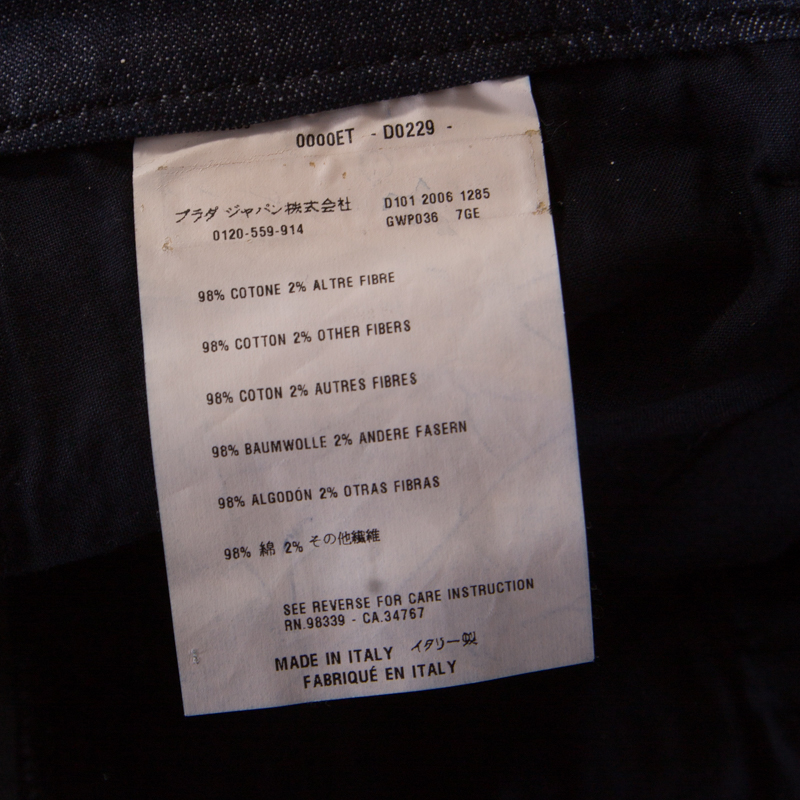 0000ET - D0229 -
プラダ ジャパン株式会社
0120-559-914
D101 2006 1285
GWP036 7GE
98% COTONE 2% ALTRE FIBRE
98% COTTON 2% OTHER FIBERS
98% COTON 2% AUTRES FIBRES
98% BAUMWOLLE 2% ANDERE FASERN
98% ALGODÓN 2% OTRAS FIBRAS
98% 綿 2% その他繊維
SEE REVERSE FOR CARE INSTRUCTION
RN.98339 - CA.34767
MADE IN ITALY イタリー製
FABRIQUÉ EN ITALY